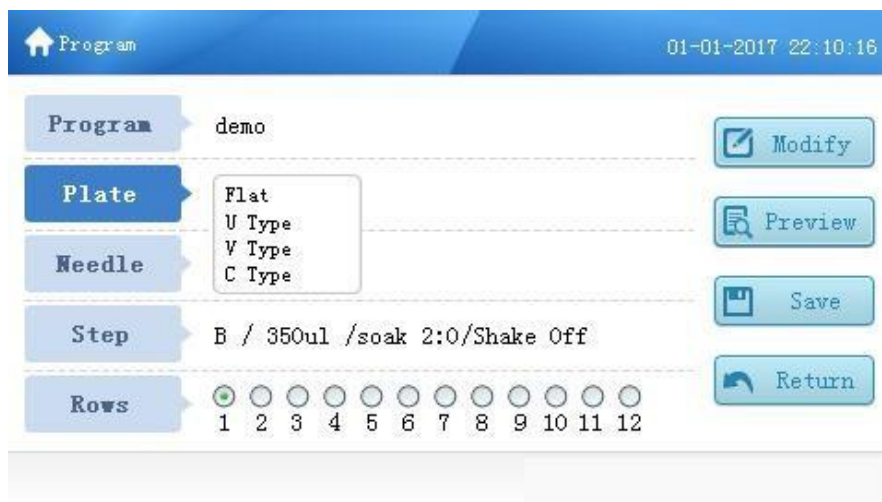 Program 01-01-2017 22:10:16
Program demo
Modify
Plate
Flat
U Type
V Type
C Type
Preview
Needle
Step B / 350ul /soak 2:0/Shake Off
Save
Rows
1 2 3 4 5 6 7 8 9 10 11 12
Return